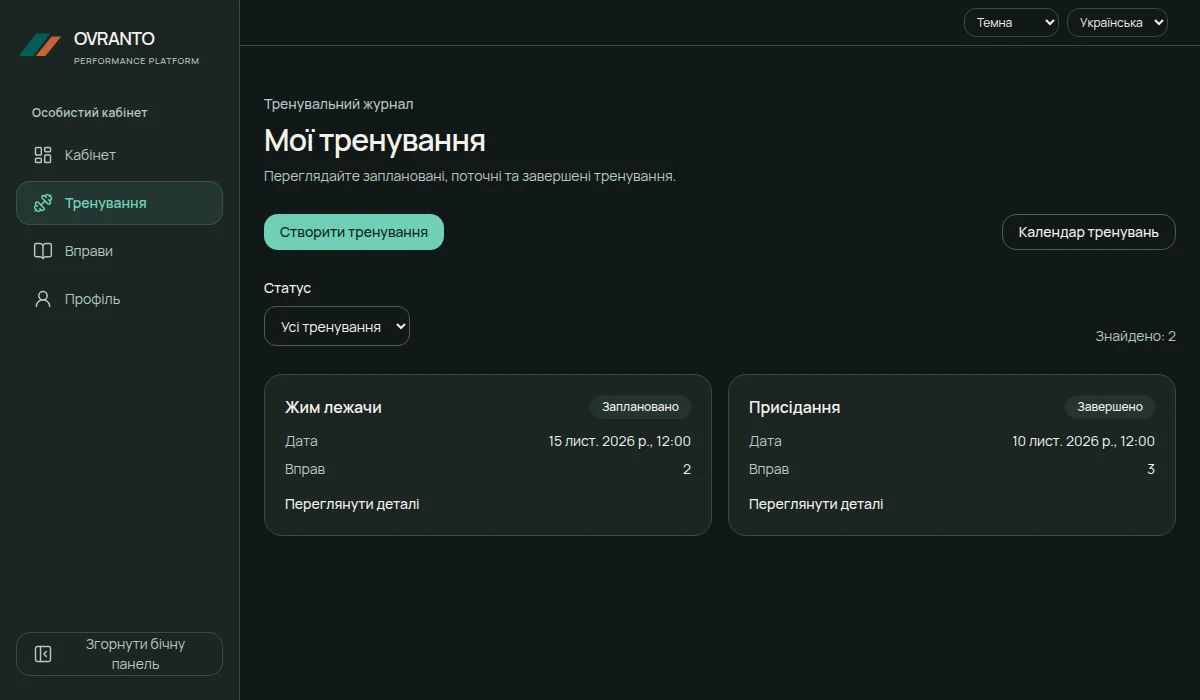 OVRANTO
PERFORMANCE PLATFORM
Особистий кабінет
Кабінет
Тренування
Вправи
Профіль
Згорнути бічну
панель
Темна
Українська
Тренувальний журнал
Мої тренування
Переглядайте заплановані, поточні та завершені тренування.
Створити тренування
Календар тренувань
Статус
Усі тренування
Знайдено: 2
Жим лежачи
Заплановано
Дата
15 лист. 2026 р., 12:00
Вправ
2
Переглянути деталі
Присідання
Завершено
Дата
10 лист. 2026 р., 12:00
Вправ
3
Переглянути деталі